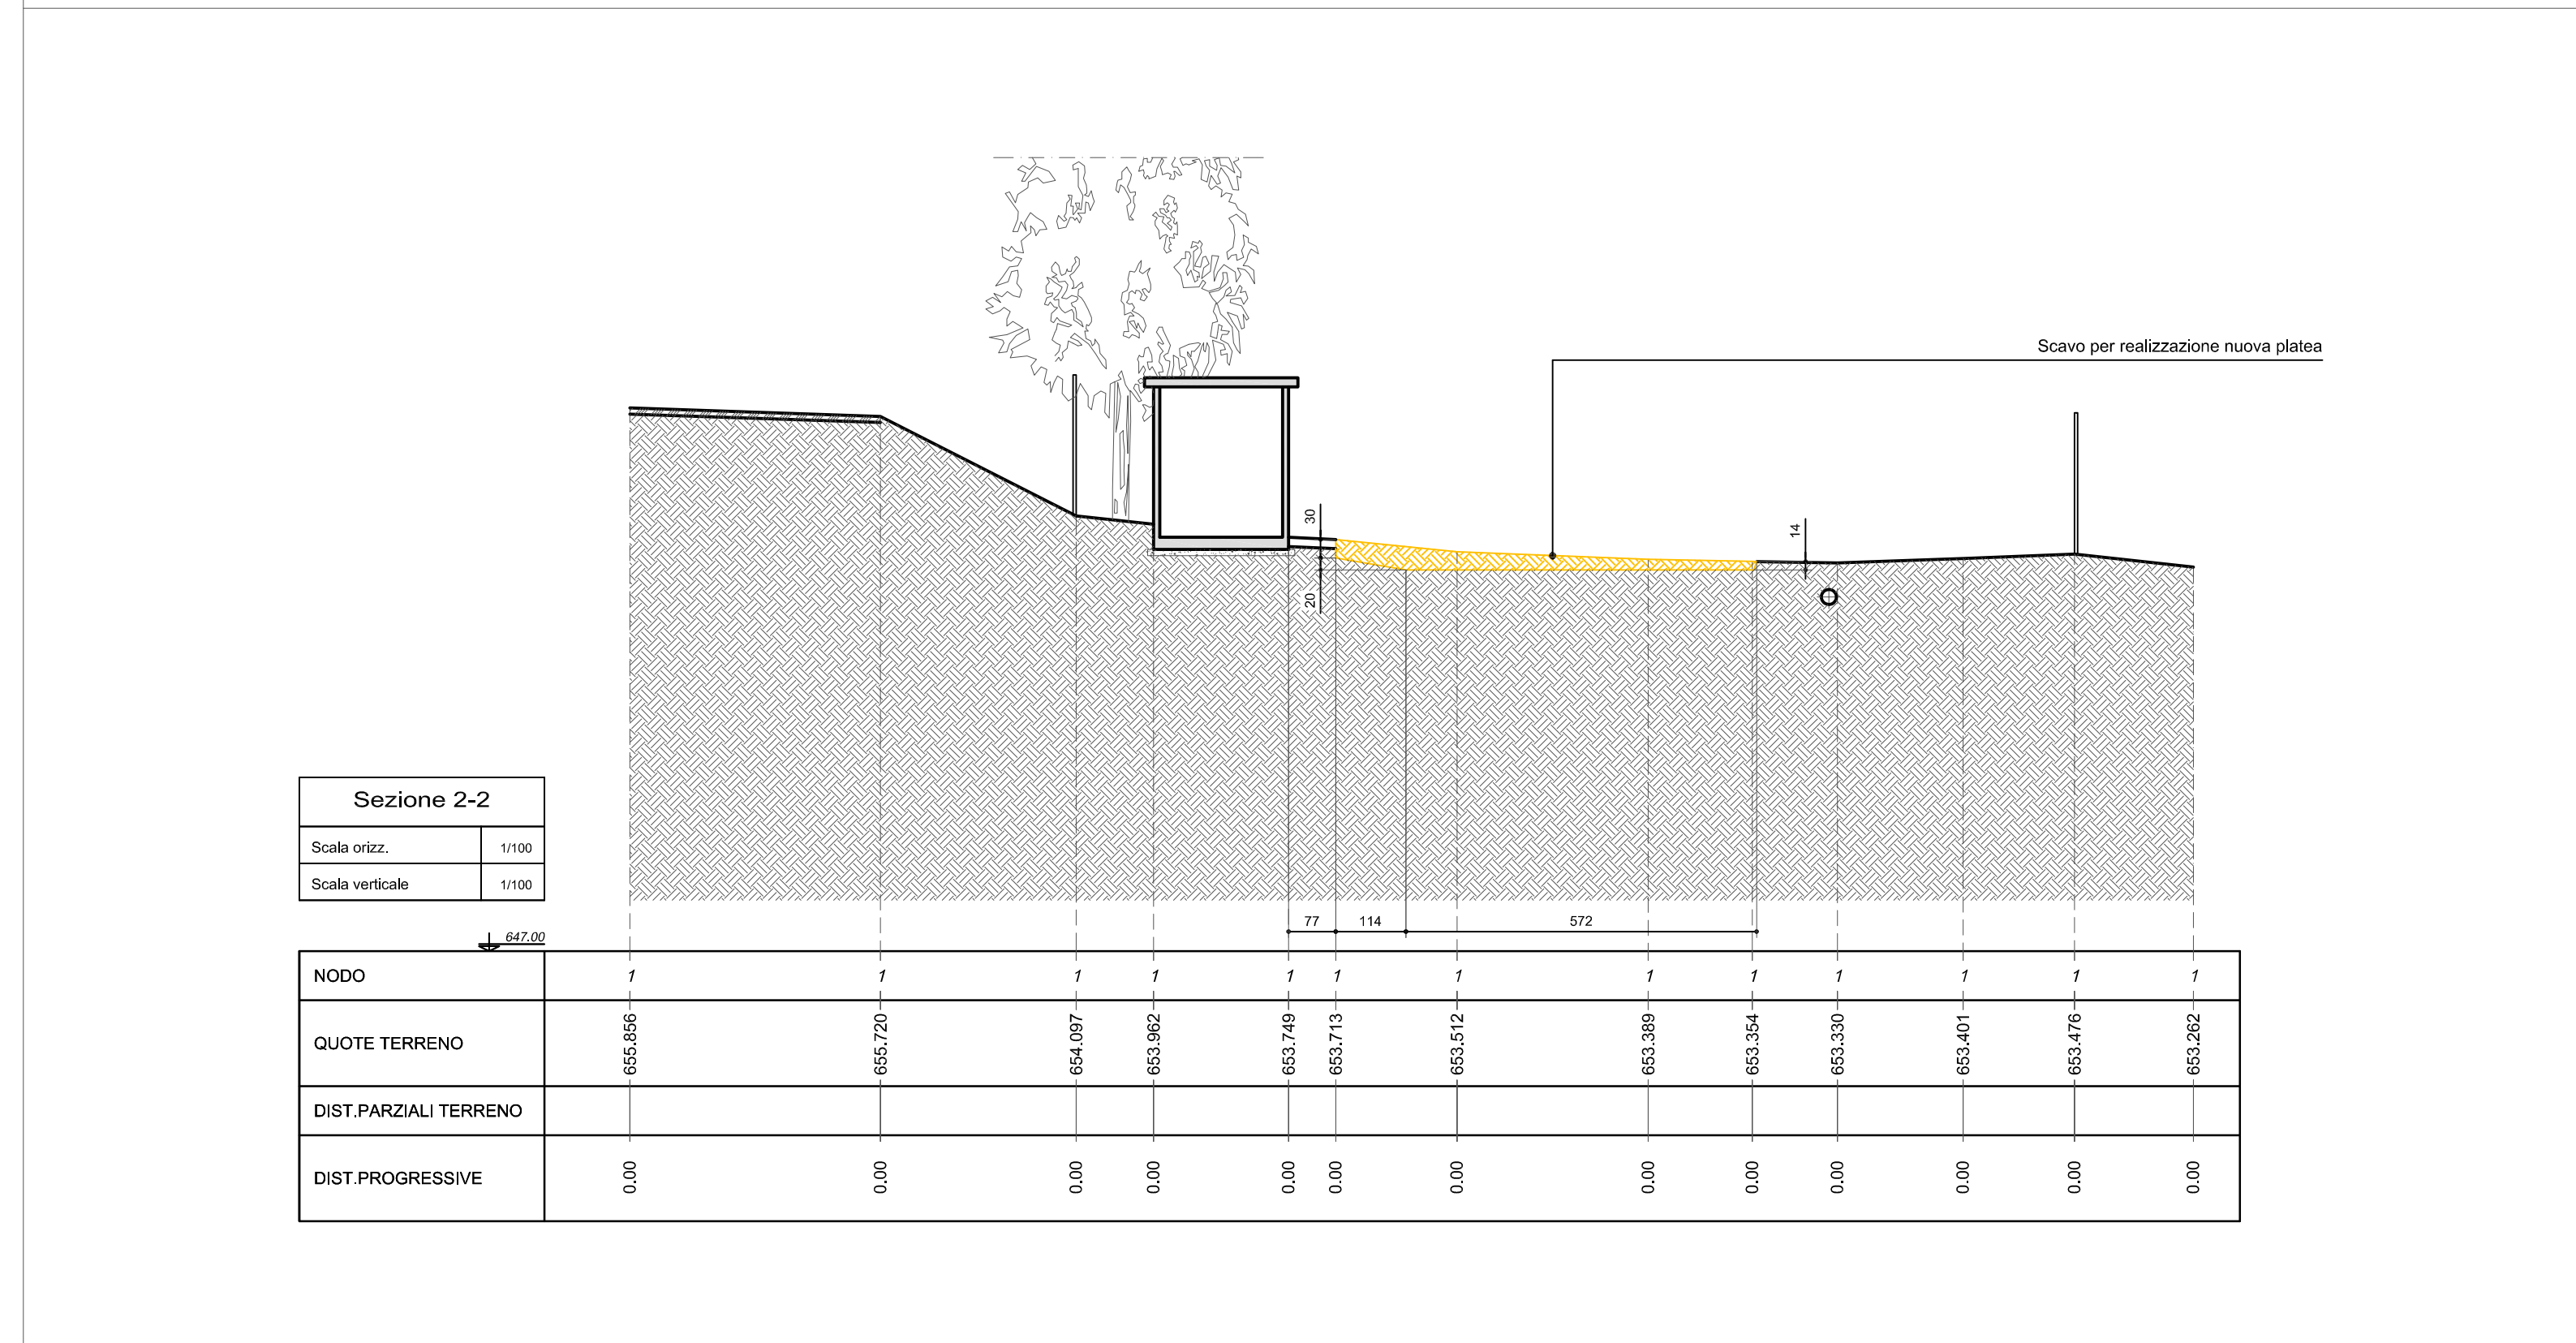 Scavo per realizzazione nuova platea
30
14
20
Sezione 2-2
Scala orizz. 1/100
Scala verticale 1/100
77 114 572
647.00
NODO 1 1 1 1 1 1 1 1 1 1 1 1 1
QUOTE TERRENO 655.856 655.720 654.097 653.962 653.749 653.713 653.512 653.389 653.354 653.330 653.401 653.476 653.262
DIST.PARZIALI TERRENO
DIST.PROGRESSIVE 0.00 0.00 0.00 0.00 0.00 0.00 0.00 0.00 0.00 0.00 0.00 0.00 0.00